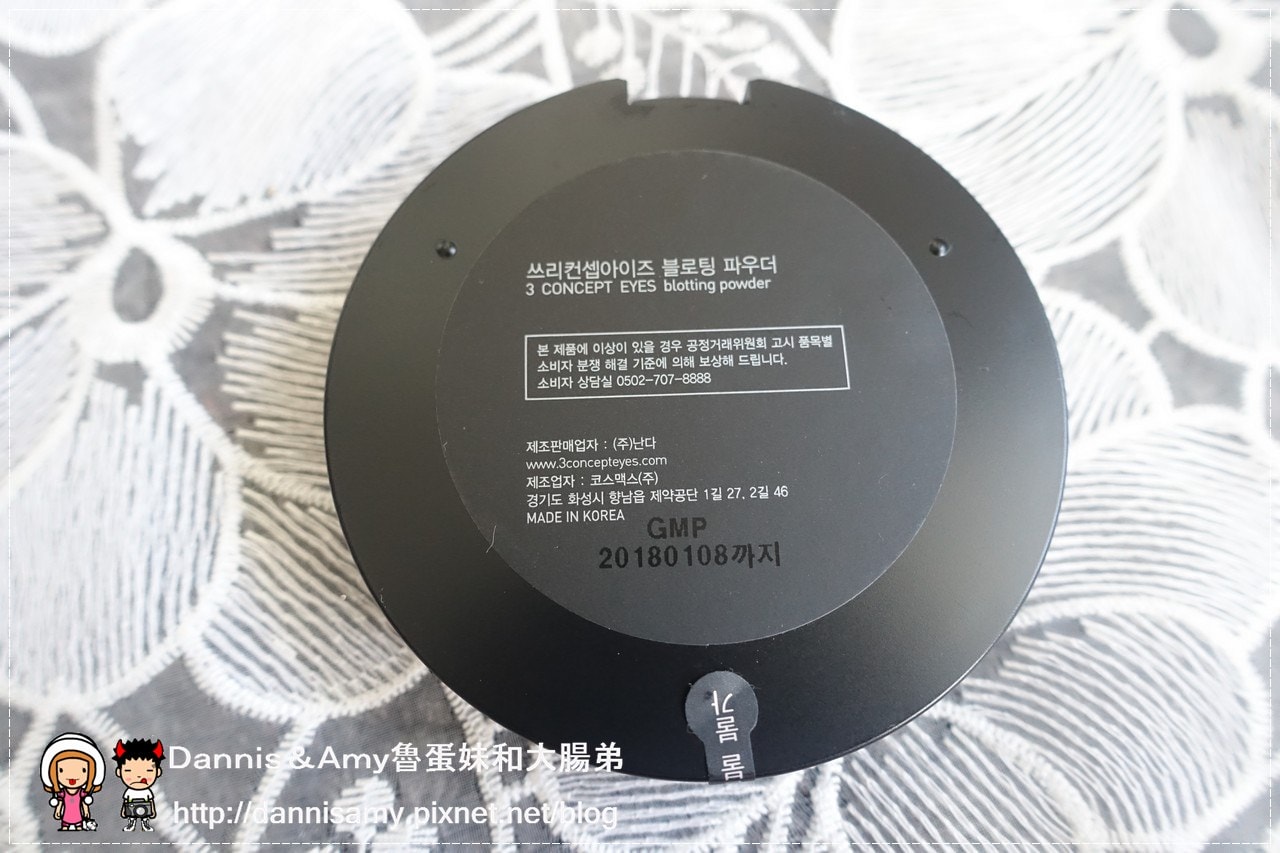 쓰리컨셉아이즈 블로팅 파우더
3 CONCEPT EYES blotting powder
본 제품에 이상이 있을 경우 공정거래위원회 고시 품목별
소비자 분쟁 해결 기준에 의해 보상해 드립니다.
소비자 상담실 0502-707-8888
제조판매업자 : (주)난다
www.3concepteyes.com
제조업자 : 코스맥스(주)
경기도 화성시 향남읍 제약공단 1길 27, 2길 46
MADE IN KOREA
GMP
20180108까지
가롬
롬
Dannis&Amy魯蛋妹和大腸弟
http://dannisamy.pixnet.net/blog